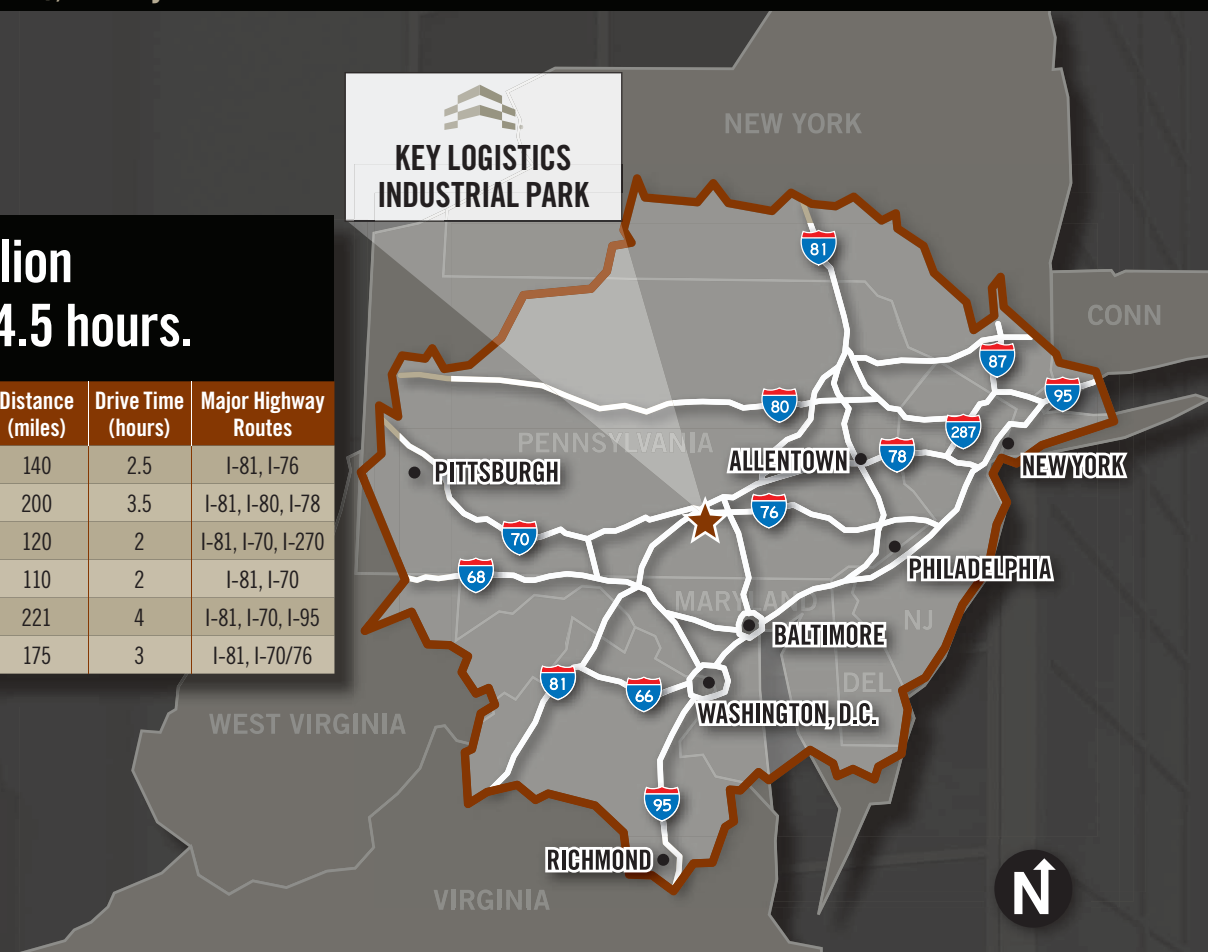 KEY LOGISTICS
INDUSTRIAL PARK
lion
4.5 hours.
Distance (miles) Drive Time (hours) Major Highway Routes
140 2.5 I-81, I-76
200 3.5 I-81, I-80, I-78
120 2 I-81, I-70, I-270
110 2 I-81, I-70
221 4 I-81, I-70, I-95
175 3 I-81, I-70/76
NEW YORK
81
CONN
87
95
80
287
PENNSYLVANIA
ALLENTOWN
78
NEW YORK
PITTSBURGH
76
70
PHILADELPHIA
68
MARYLAND
NJ
BALTIMORE
81
66
DEL
WASHINGTON, D.C.
WEST VIRGINIA
95
RICHMOND
VIRGINIA
N